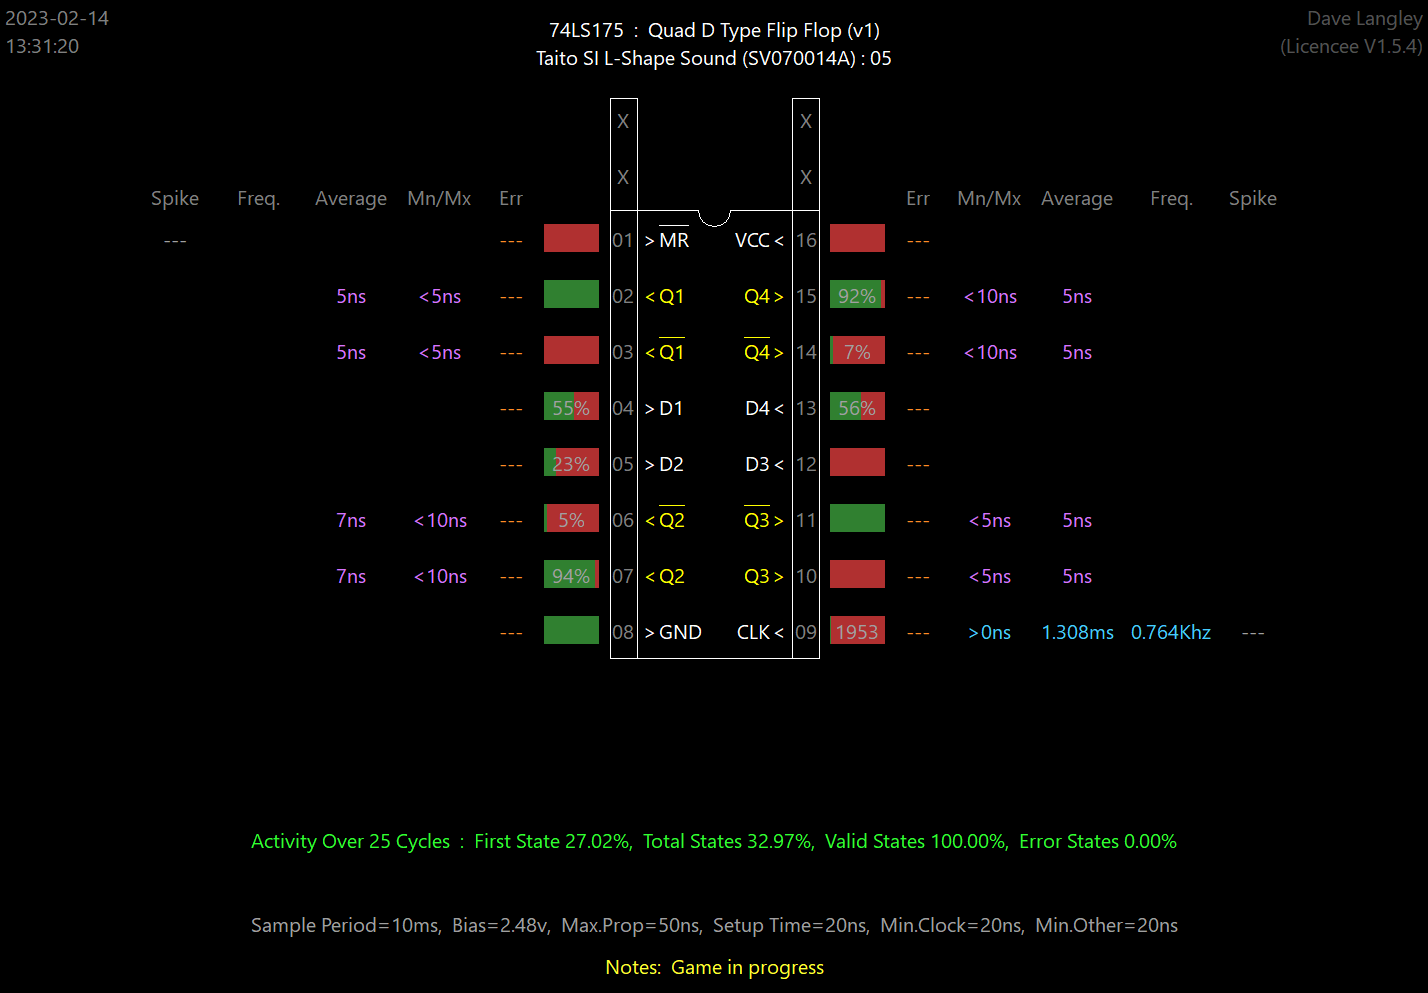 2023-02-14
13:31:20
74LS175 : Quad D Type Flip Flop (v1)
Taito SI L-Shape Sound (SV070014A) : 05
Dave Langley
(Licencee V1.5.4)
X X
X X
Spike Freq. Average Mn/Mx Err Err Mn/Mx Average Freq. Spike
--- --- 01 > MR VCC < 16 ---
5ns <5ns --- 02 < Q1 Q4 > 15 92% --- <10ns 5ns
5ns <5ns --- 03 < Q1 Q4 > 14 7% --- <10ns 5ns
--- 55% 04 > D1 D4 < 13 56% ---
--- 23% 05 > D2 D3 < 12 ---
7ns <10ns --- 5% 06 < Q2 Q3 > 11 --- <5ns 5ns
7ns <10ns --- 94% 07 < Q2 Q3 > 10 --- <5ns 5ns
--- 08 > GND CLK < 09 1953 --- >0ns 1.308ms 0.764Khz ---
Activity Over 25 Cycles : First State 27.02%, Total States 32.97%, Valid States 100.00%, Error States 0.00%
Sample Period=10ms, Bias=2.48v, Max.Prop=50ns, Setup Time=20ns, Min.Clock=20ns, Min.Other=20ns
Notes: Game in progress